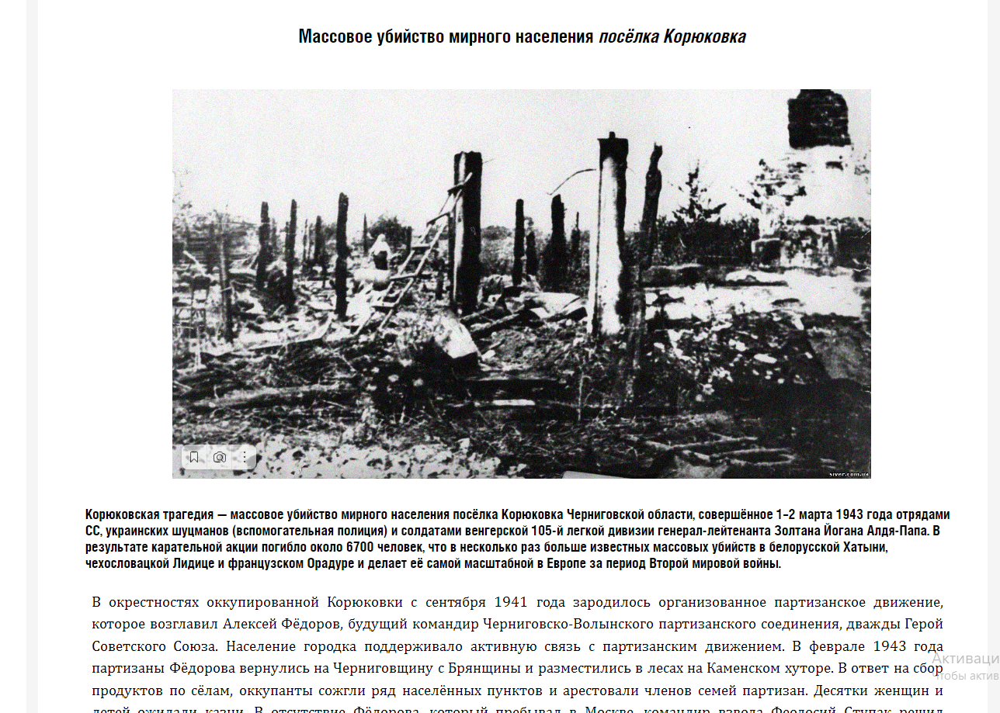 Массовое убийство мирного населения посёлка Корюковка
siver.com.ua
Корюковская трагедия — массовое убийство мирного населения посёлка Корюковка Черниговской области, совершённое 1–2 марта 1943 года отрядами
СС, украинских шуцманов (вспомогательная полиция) и солдатами венгерской 105-й легкой дивизии генерал-лейтенанта Золтана Йогана Алдя-Папа. В
результате карательной акции погибло около 6700 человек, что в несколько раз больше известных массовых убийств в белорусской Хатыни,
чехословацкой Лидице и французском Орадуре и делает её самой масштабной в Европе за период Второй мировой войны.
В окрестностях оккупированной Корюковки с сентября 1941 года зародилось организованное партизанское движение,
которое возглавил Алексей Фёдоров, будущий командир Черниговско-Волынского партизанского соединения, дважды Герой
Советского Союза. Население городка поддерживало активную связь с партизанским движением. В феврале 1943 года
партизаны Фёдорова вернулись на Черниговщину с Брянщины и разместились в лесах на Каменском хуторе. В ответ на сбор
продуктов по сёлам, оккупанты сожгли ряд населённых пунктов и арестовали членов семей партизан. Десятки женщин и
детей ожидали казни. В отсутствие Фёдорова, который пребывал в Москве, командир взвода Феодосий Ступак решил
Активаци
Чтобы актив